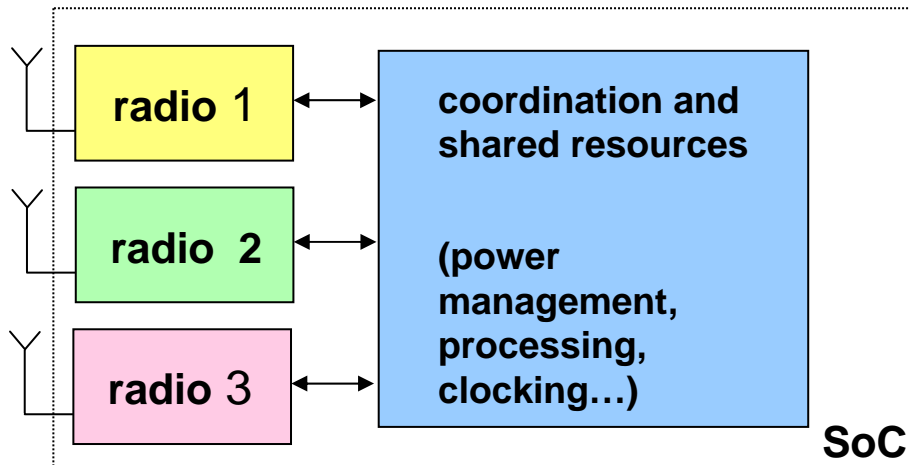 radio 1
radio 2
radio 3
coordination and
shared resources
(power
management,
processing,
clocking…)
SoC